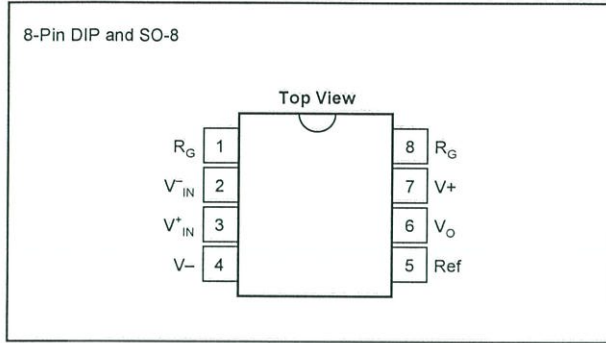 8-Pin DIP and SO-8
Top View
R_G 1 8 R_G
V⁻_IN 2 7 V+
V⁺_IN 3 6 V_O
V– 4 5 Ref